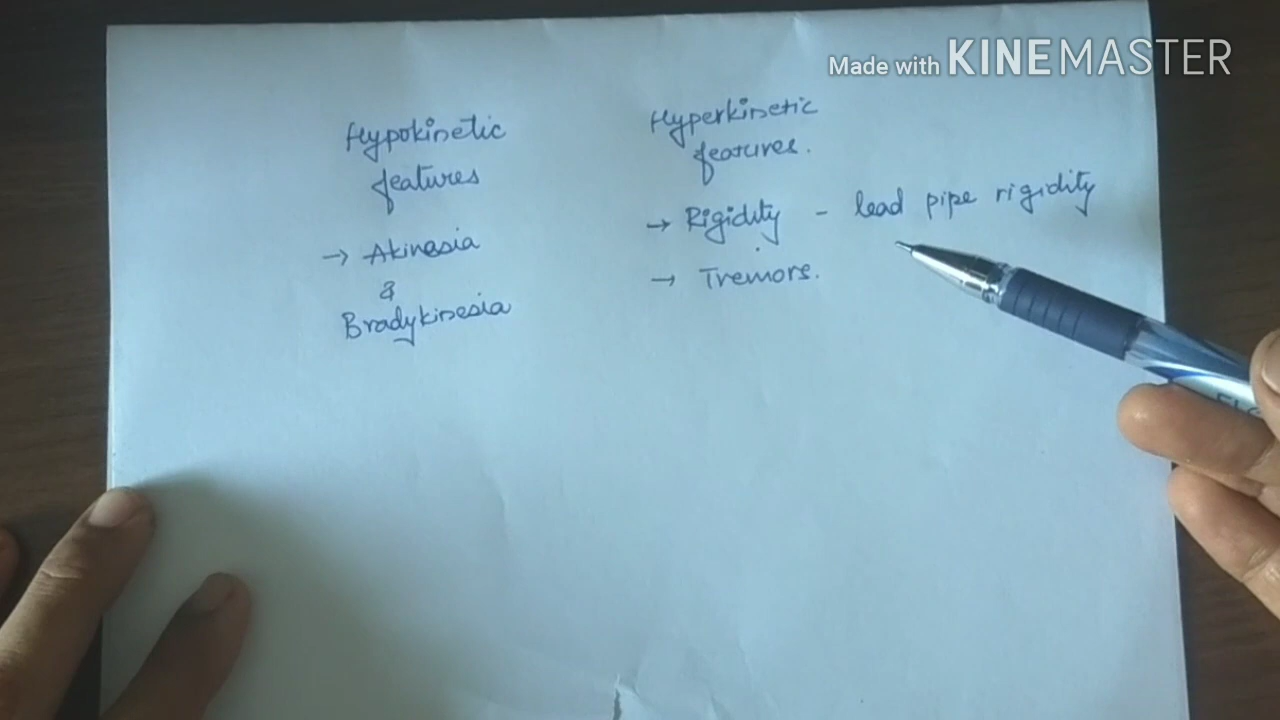 Made with KINEMASTER
Hypokinetic
features
→ Akinesia
&
Bradykinesia
Hyperkinetic
features.
→ Rigidity - lead pipe rigidity
→ Tremors.